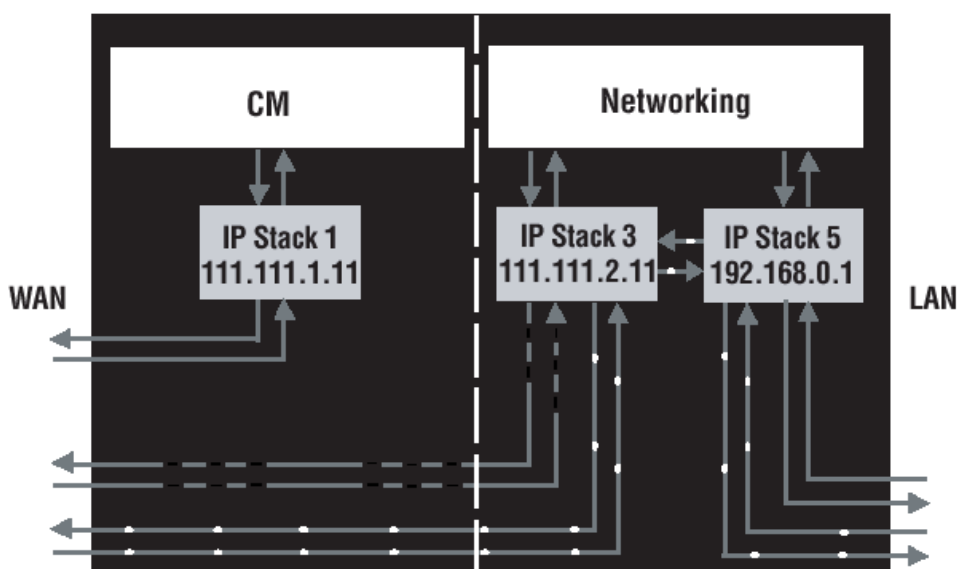 CM
Networking
IP Stack 1
111.111.1.11
IP Stack 3
111.111.2.11
IP Stack 5
192.168.0.1
WAN
LAN